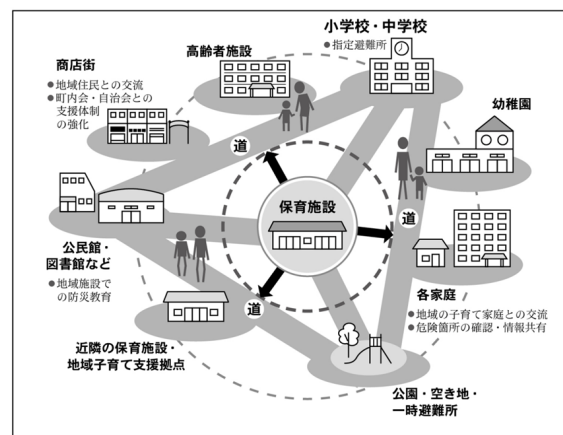 小学校・中学校
●指定避難所
高齢者施設
商店街
●地域住民との交流
●町内会・自治会との
支援体制
の強化
幼稚園
道
保育施設
道
公民館・
図書館など
●地域施設で
の防災教育
各家庭
●地域の子育て家庭との交流
●危険箇所の確認・情報共有
道
近隣の保育施設・
地域子育て支援拠点
公園・空き地・
一時避難所